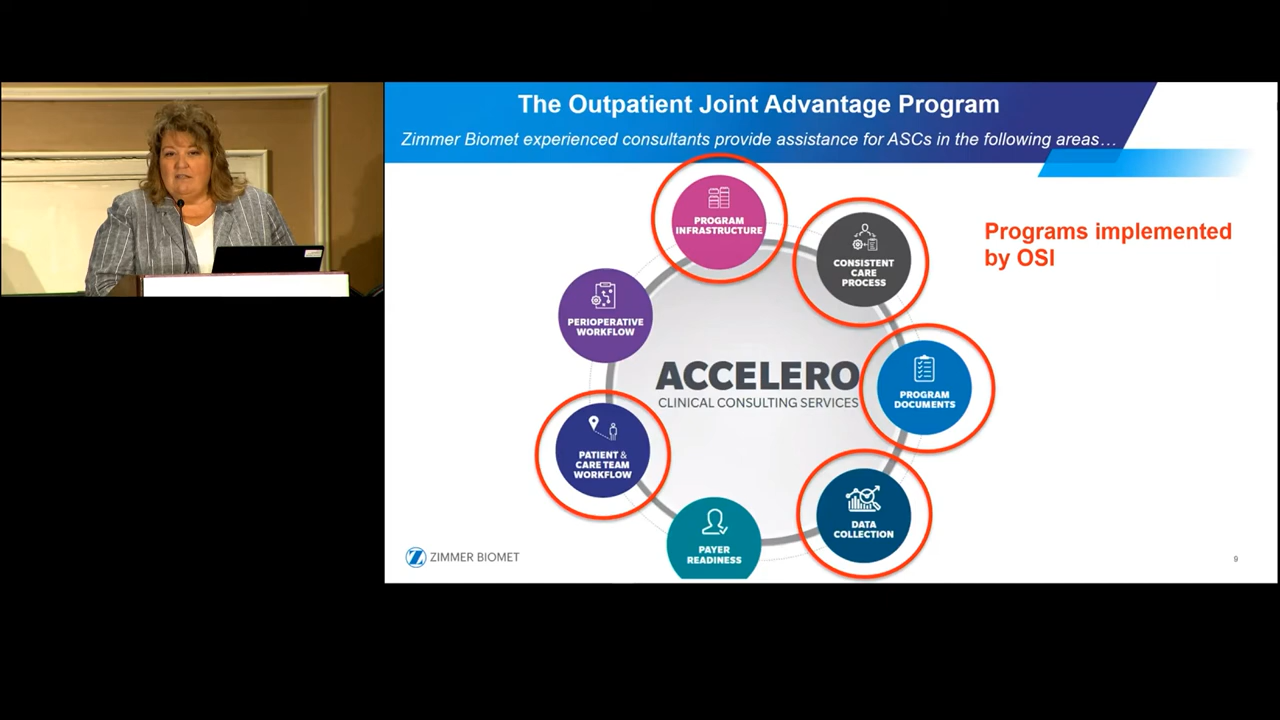 The Outpatient Joint Advantage Program
Zimmer Biomet experienced consultants provide assistance for ASCs in the following areas…
PROGRAM
INFRASTRUCTURE
CONSISTENT
CARE
PROCESS
Programs implemented
by OSI
PERIOPERATIVE
WORKFLOW
ACCELERO
CLINICAL CONSULTING SERVICES
PROGRAM
DOCUMENTS
PATIENT &
CARE TEAM
WORKFLOW
DATA
COLLECTION
PAYER
READINESS
ZIMMER BIOMET
9